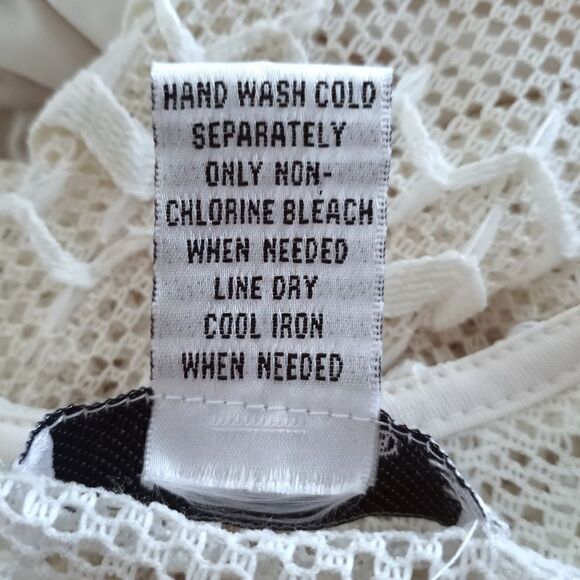 HAND WASH COLD
SEPARATELY
ONLY NON-
CHLORINE BLEACH
WHEN NEEDED
LINE DRY
COOL IRON
WHEN NEEDED